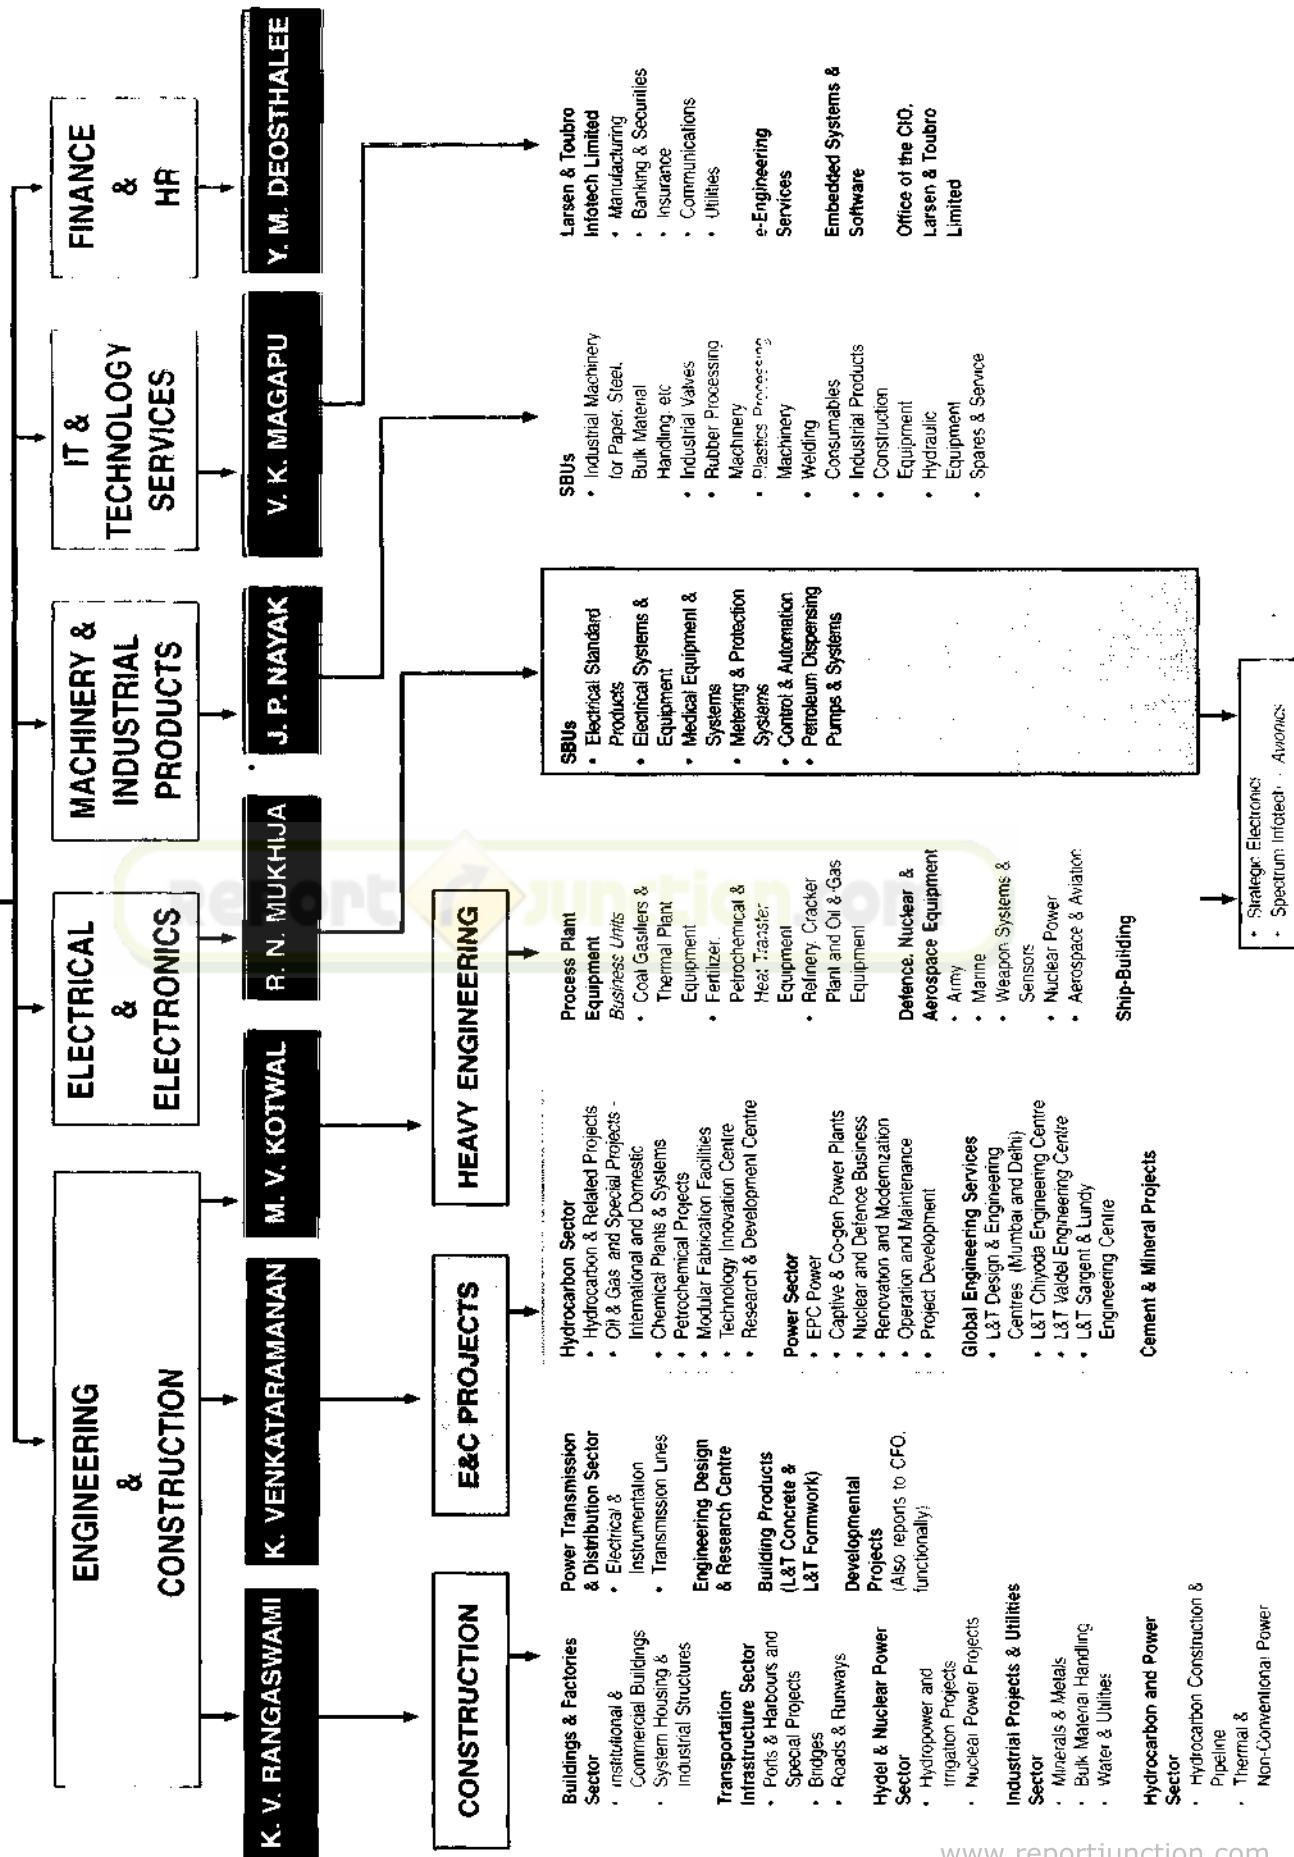 ENGINEERING
&
CONSTRUCTION
ELECTRICAL
&
ELECTRONICS
MACHINERY &
INDUSTRIAL
PRODUCTS
IT &
TECHNOLOGY
SERVICES
FINANCE
&
HR
K. V. RANGASWAMI
K. VENKATARAMANAN
M. V. KOTWAL
R. N. MUKHIJA
J. P. NAYAK
V. K. MAGAPU
Y. M. DEOSTHALEE
CONSTRUCTION
E&C PROJECTS
HEAVY ENGINEERING
Buildings & Factories
Sector
• Institutional &
Commercial Buildings
• System Housing &
Industrial Structures
Transportation
Infrastructure Sector
• Ports & Harbours and
Special Projects
• Bridges
• Roads & Runways
Hydel & Nuclear Power
Sector
• Hydropower and
Irrigation Projects
• Nuclear Power Projects
Industrial Projects & Utilities
Sector
• Minerals & Metals
• Bulk Material Handling
• Water & Utilities
Hydrocarbon and Power
Sector
• Hydrocarbon Construction &
Pipeline
• Thermal &
Non-Conventional Power
Power Transmission
& Distribution Sector
• Electrical &
Instrumentation
• Transmission Lines
Engineering Design
& Research Centre
Building Products
(L&T Concrete &
L&T Formwork)
Developmental
Projects
(Also reports to CFO,
functionally)
Hydrocarbon Sector
• Hydrocarbon & Related Projects
• Oil & Gas and Special Projects -
International and Domestic
• Chemical Plants & Systems
• Petrochemical Projects
• Modular Fabrication Facilities
• Technology Innovation Centre
• Research & Development Centre
Power Sector
• EPC Power
• Captive & Co-gen Power Plants
• Nuclear and Defence Business
• Renovation and Modernization
• Operation and Maintenance
• Project Development
Global Engineering Services
• L&T Design & Engineering
Centres (Mumbai and Delhi)
• L&T Chiyoda Engineering Centre
• L&T Valdel Engineering Centre
• L&T Sargent & Lundy
Engineering Centre
Cement & Mineral Projects
Process Plant
Equipment
Business Units
• Coal Gasifiers &
Thermal Plant
Equipment
• Fertilizer,
Petrochemical &
Heat Transfer
Equipment
• Refinery, Cracker
Plant and Oil & Gas
Equipment
Defence, Nuclear &
Aerospace Equipment
• Army
• Marine
• Weapon Systems &
Sensors
• Nuclear Power
• Aerospace & Aviation
Ship-Building
SBUs
• Electrical Standard
Products
• Electrical Systems &
Equipment
• Medical Equipment &
Systems
• Metering & Protection
Systems
• Control & Automation
• Petroleum Dispensing
Pumps & Systems
• Strategic Electronics
• Spectrum Infotech - Avionics
SBUs
• Industrial Machinery
for Paper, Steel,
Bulk Material
Handling, etc
• Industrial Valves
• Rubber Processing
Machinery
• Plastics Processing
Machinery
• Welding
Consumables
• Industrial Products
• Construction
Equipment
• Hydraulic
Equipment
• Spares & Service
Larsen & Toubro
Infotech Limited
• Manufacturing
• Banking & Securities
• Insurance
• Communications
• Utilities
e-Engineering
Services
Embedded Systems &
Software
Office of the CIO,
Larsen & Toubro
Limited
Report Junction.com
www.reportjunction.com